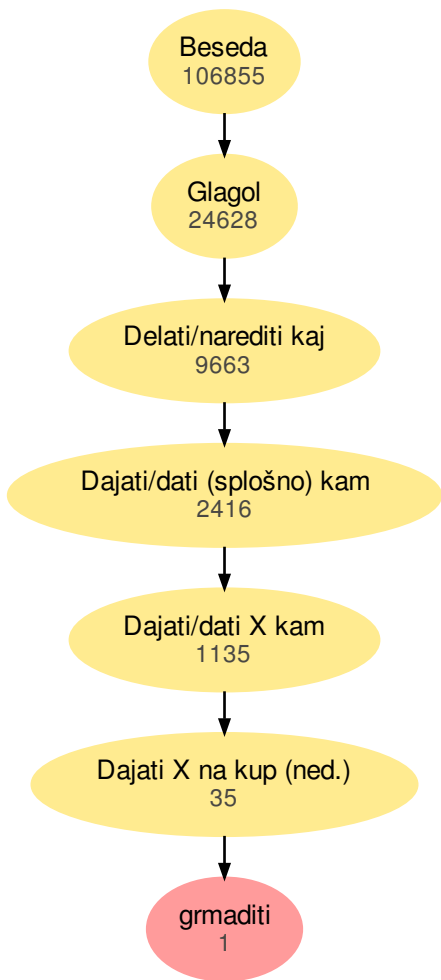 Beseda
106855
Glagol
24628
Delati/narediti kaj
9663
Dajati/dati (splošno) kam
2416
Dajati/dati X kam
1135
Dajati X na kup (ned.)
35
grmaditi
1